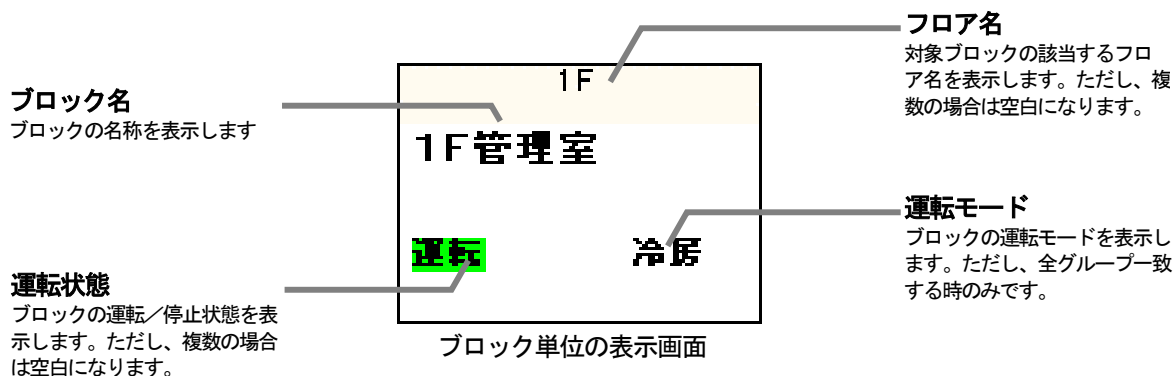 フロア名
対象ブロックの該当するフロ
ア名を表示します。ただし、複
数の場合は空白になります。
ブロック名
ブロックの名称を表示します
1F
1F管理室
運転モード
ブロックの運転モードを表示し
ます。ただし、全グループ一致
する時のみです。
運転 冷房
運転状態
ブロックの運転／停止状態を表
示します。ただし、複数の場合
は空白になります。
ブロック単位の表示画面